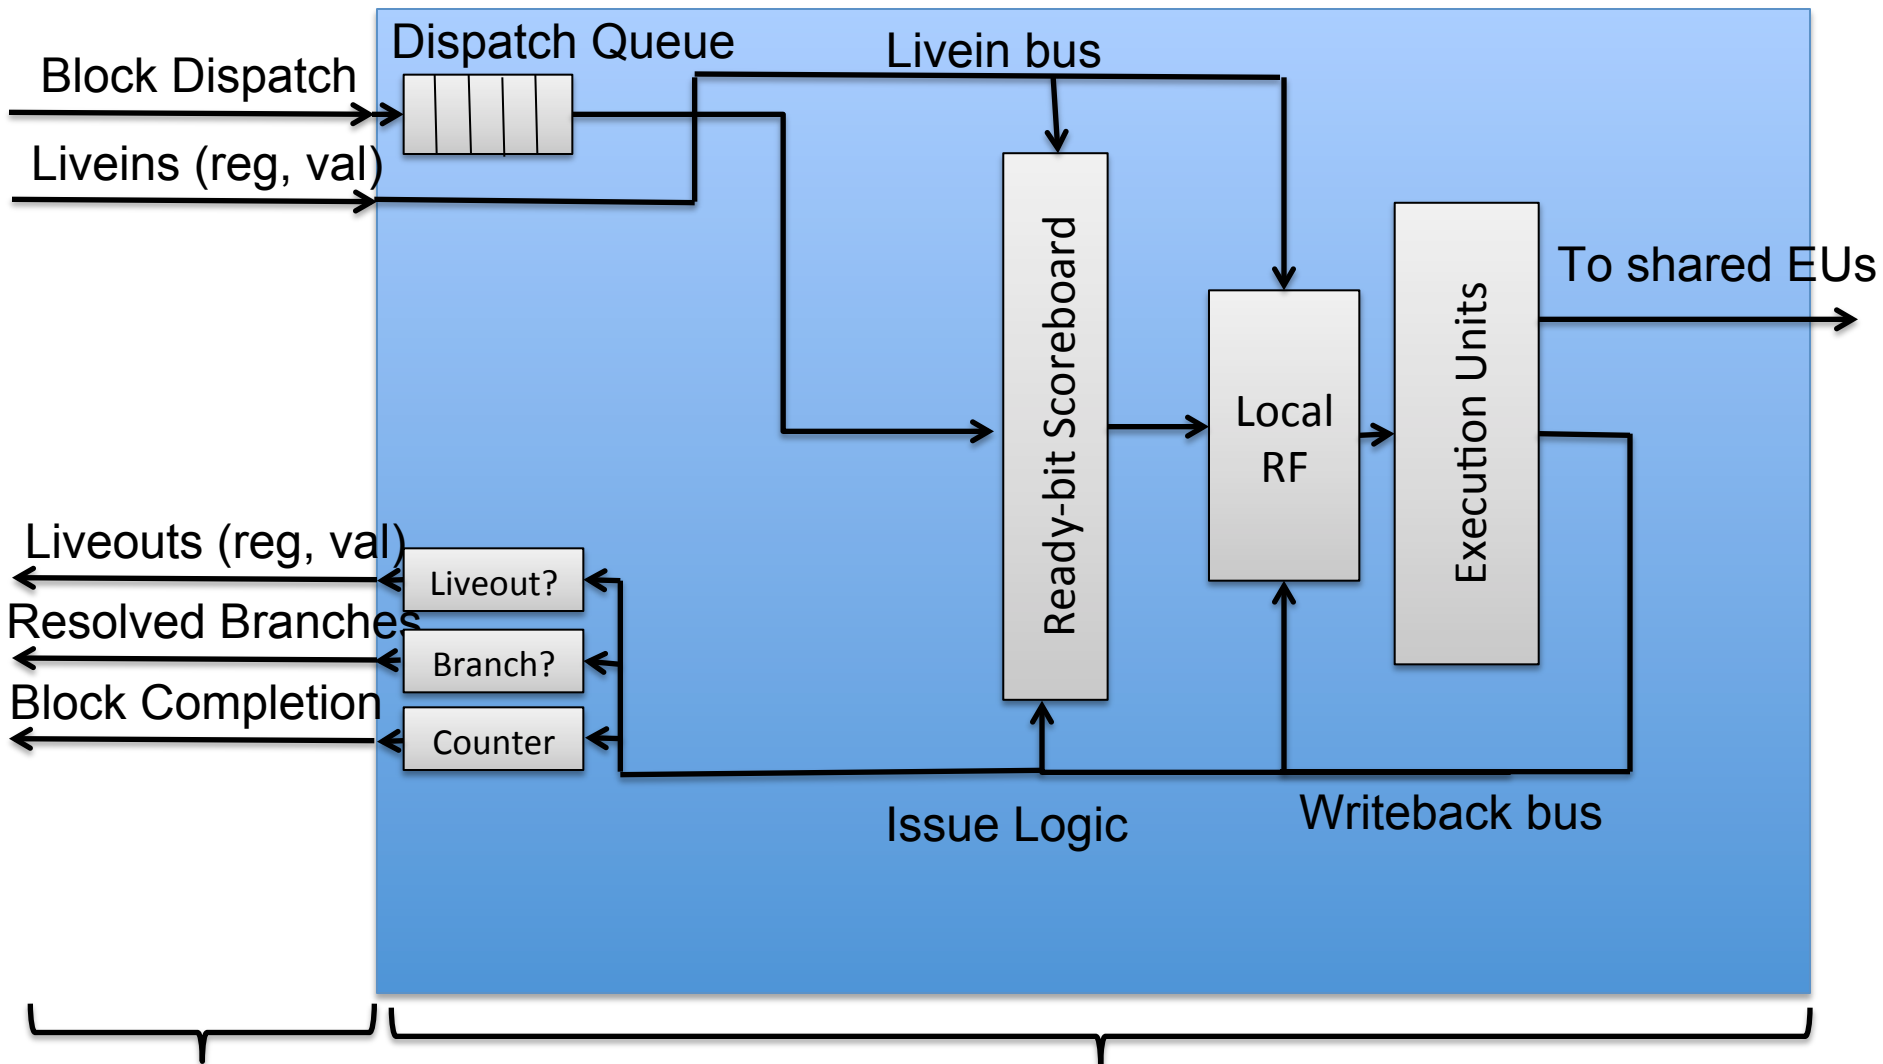 Dispatch Queue
Livein bus
Block Dispatch
Liveins (reg, val)
To shared EUs
Ready-bit Scoreboard
Local
RF
Execution Units
Liveouts (reg, val)
Liveout?
Resolved Branches
Branch?
Block Completion
Counter
Issue Logic
Writeback bus